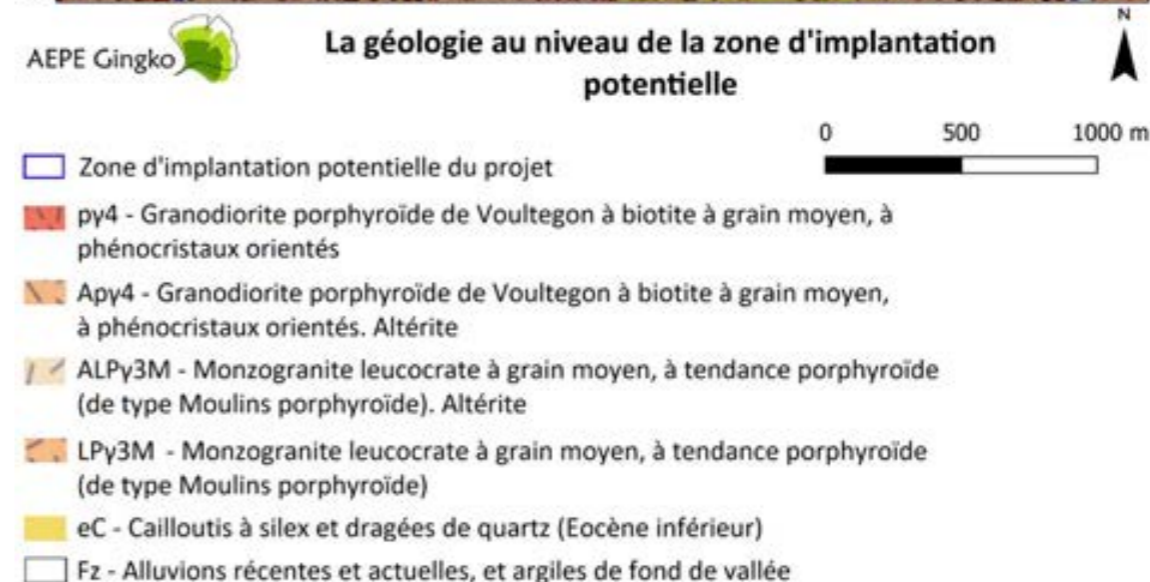 N
AEPE Gingko
La géologie au niveau de la zone d'implantation
potentielle
0 500 1000 m
Zone d'implantation potentielle du projet
pγ4 - Granodiorite porphyroïde de Voultegon à biotite à grain moyen, à
phénocristaux orientés
Apγ4 - Granodiorite porphyroïde de Voultegon à biotite à grain moyen,
à phénocristaux orientés. Altérite
ALPγ3M - Monzogranite leucocrate à grain moyen, à tendance porphyroïde
(de type Moulins porphyroïde). Altérite
LPγ3M - Monzogranite leucocrate à grain moyen, à tendance porphyroïde
(de type Moulins porphyroïde)
eC - Cailloutis à silex et dragées de quartz (Eocène inférieur)
Fz - Alluvions récentes et actuelles, et argiles de fond de vallée